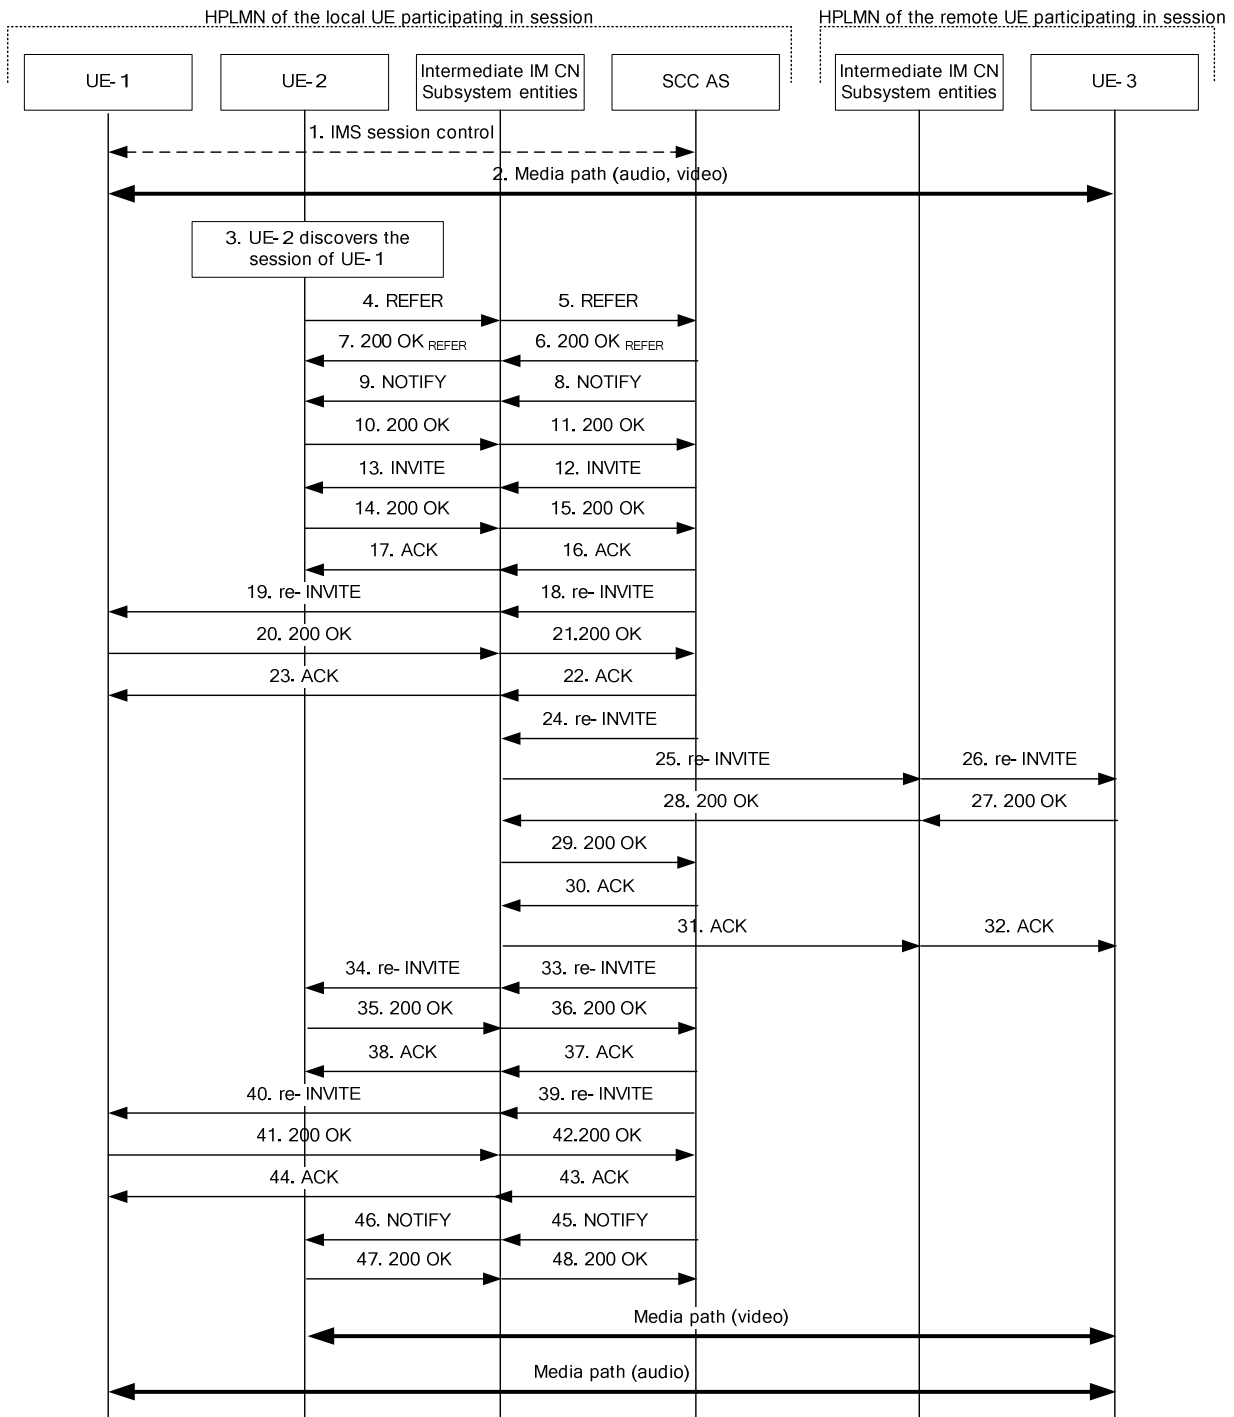 HPLMN of the local UE participating in session
HPLMN of the remote UE participating in session
UE-1
UE-2
Intermediate IM CN
Subsystem entities
SCC AS
Intermediate IM CN
Subsystem entities
UE-3
1. IMS session control
2. Media path (audio, video)
3. UE-2 discovers the
session of UE-1
4. REFER
5. REFER
7. 200 OK REFER
6. 200 OK REFER
9. NOTIFY
8. NOTIFY
10. 200 OK
11. 200 OK
13. INVITE
12. INVITE
14. 200 OK
15. 200 OK
17. ACK
16. ACK
19. re-INVITE
18. re-INVITE
20. 200 OK
21.200 OK
23. ACK
22. ACK
24. re-INVITE
25. re-INVITE
26. re-INVITE
28. 200 OK
27. 200 OK
29. 200 OK
30. ACK
31. ACK
32. ACK
34. re-INVITE
33. re-INVITE
35. 200 OK
36. 200 OK
38. ACK
37. ACK
40. re-INVITE
39. re-INVITE
41. 200 OK
42.200 OK
44. ACK
43. ACK
46. NOTIFY
45. NOTIFY
47. 200 OK
48. 200 OK
Media path (video)
Media path (audio)